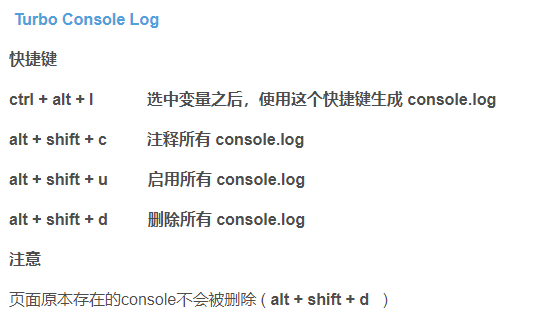 Turbo Console Log
快捷键
ctrl + alt + l 选中变量之后，使用这个快捷键生成 console.log
alt + shift + c 注释所有 console.log
alt + shift + u 启用所有 console.log
alt + shift + d 删除所有 console.log
注意
页面原本存在的console不会被删除 ( alt + shift + d )